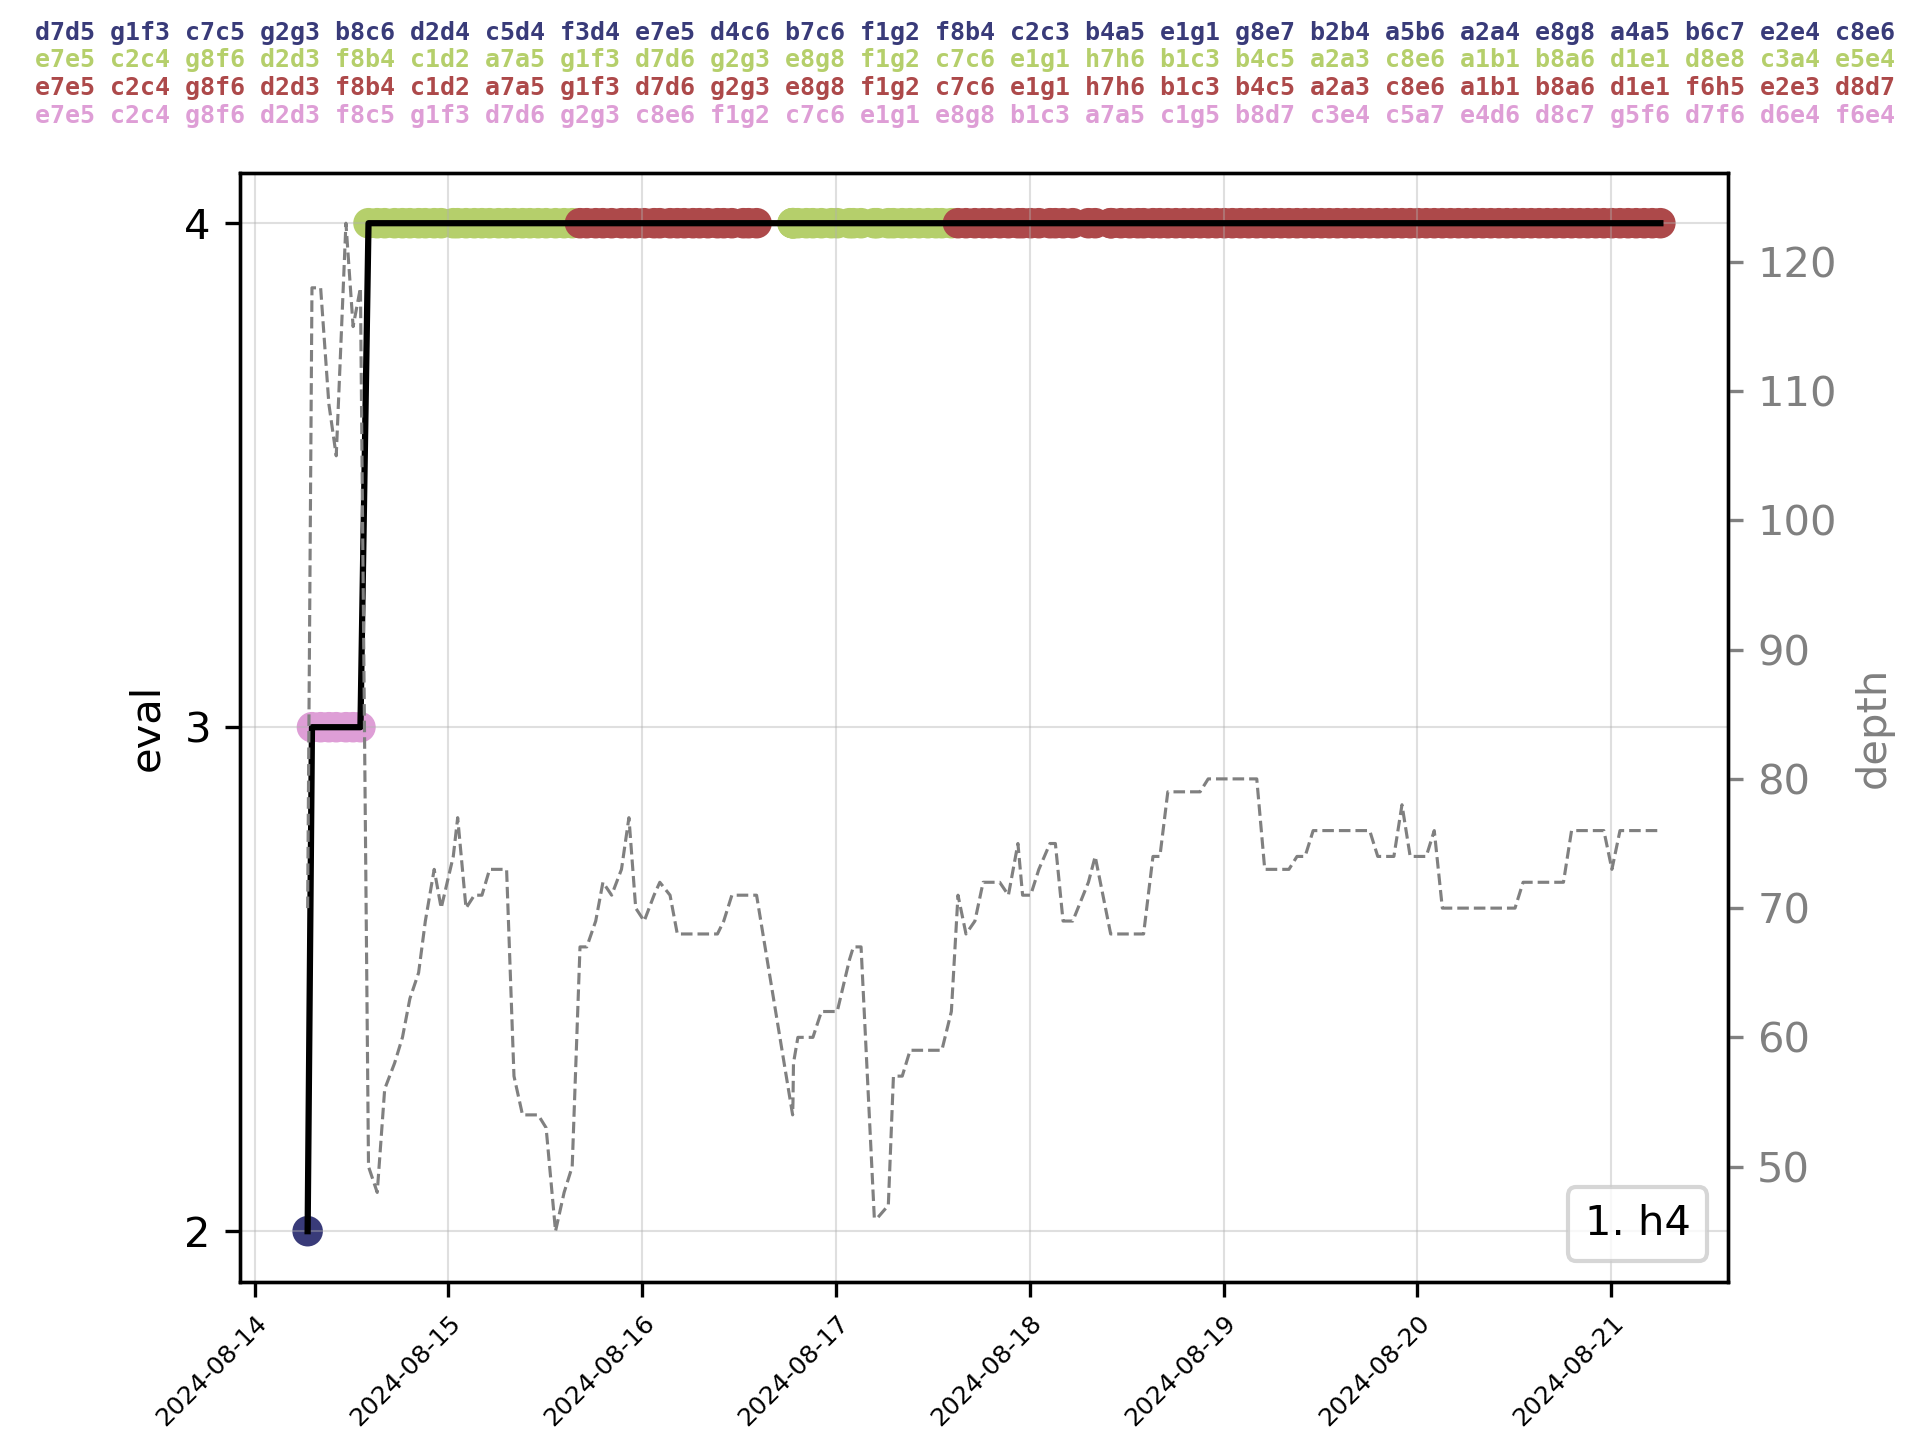 d7d5 g1f3 c7c5 g2g3 b8c6 d2d4 c5d4 f3d4 e7e5 d4c6 b7c6 f1g2 f8b4 c2c3 b4a5 e1g1 g8e7 b2b4 a5b6 a2a4 e8g8 a4a5 b6c7 e2e4 c8e6
e7e5 c2c4 g8f6 d2d3 f8b4 c1d2 a7a5 g1f3 d7d6 g2g3 e8g8 f1g2 c7c6 e1g1 h7h6 b1c3 b4c5 a2a3 c8e6 a1b1 b8a6 d1e1 d8e8 c3a4 e5e4
e7e5 c2c4 g8f6 d2d3 f8b4 c1d2 a7a5 g1f3 d7d6 g2g3 e8g8 f1g2 c7c6 e1g1 h7h6 b1c3 b4c5 a2a3 c8e6 a1b1 b8a6 d1e1 f6h5 e2e3 d8d7
e7e5 c2c4 g8f6 d2d3 f8c5 g1f3 d7d6 g2g3 c8e6 f1g2 c7c6 e1g1 e8g8 b1c3 a7a5 c1g5 b8d7 c3e4 c5a7 e4d6 d8c7 g5f6 d7f6 d6e4 f6e4
4
3
2
eval
120
110
100
90
80
70
60
50
depth
1. h4
2024-08-14
2024-08-15
2024-08-16
2024-08-17
2024-08-18
2024-08-19
2024-08-20
2024-08-21